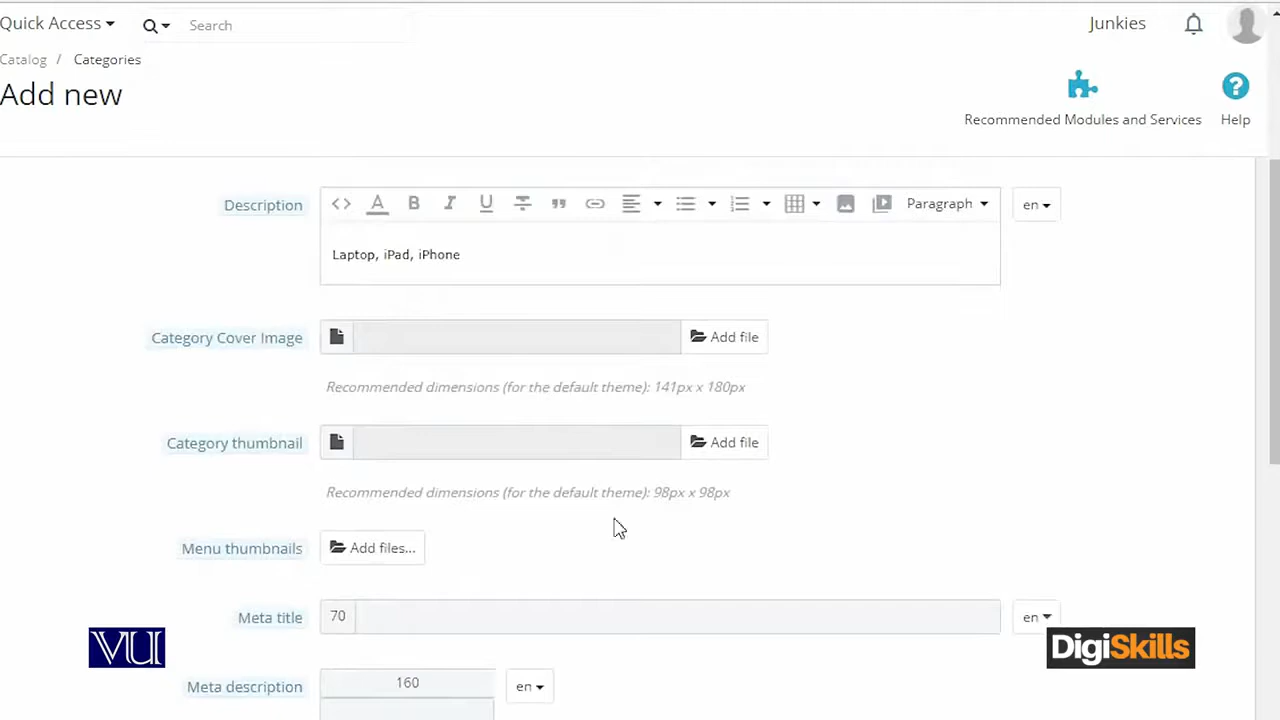 Quick Access
Search
Junkies
Catalog / Categories
Add new
Recommended Modules and Services
Help
Description
Paragraph
en
Laptop, iPad, iPhone
Category Cover Image
Add file
Recommended dimensions (for the default theme): 141px x 180px
Category thumbnail
Add file
Recommended dimensions (for the default theme): 98px x 98px
Menu thumbnails
Add files...
Meta title
70
en
VU
DigiSkills
Meta description
160
en